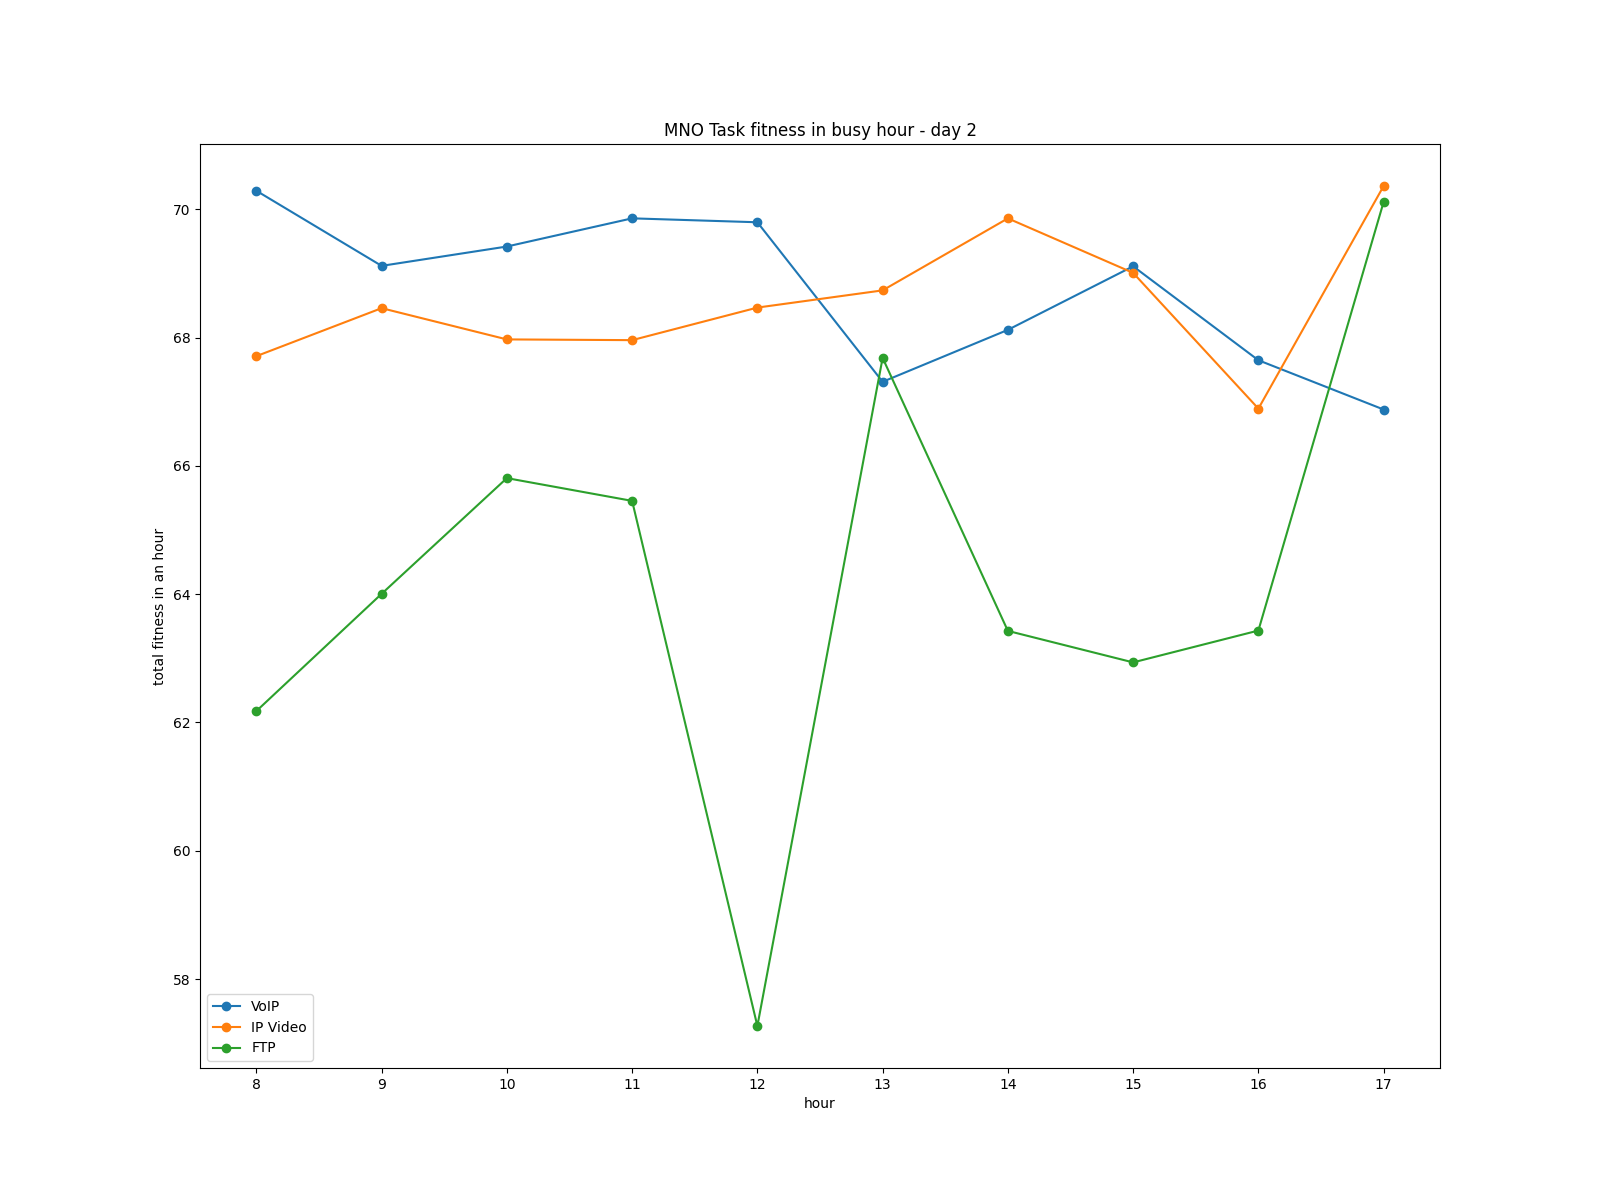 MNO Task fitness in busy hour - day 2
total fitness in an hour
70
68
66
64
62
60
58
VoIP
IP Video
FTP
8 9 10 11 12 13 14 15 16 17
hour